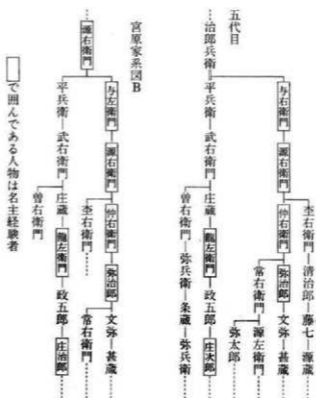 五代目
杢右衛門―清治郎―藤七―源蔵
与右衛門―源右衛門―仲右衛門―弥治郎―文弥―甚蔵
常右衛門―源左衛門
弥太郎
治郎兵衛―平兵衛―武右衛門―庄蔵―龍左衛門―政五郎―庄次郎
曽右衛門―弥兵衛―条蔵―弥兵衛
宮原家系図B
与左衛門―源右衛門―仲右衛門―弥治郎―文弥―甚蔵
杢右衛門 常右衛門
源右衛門
平兵衛―武右衛門―庄蔵―龍左衛門―政五郎―庄治郎
曽右衛門
で囲んである人物は名主経験者